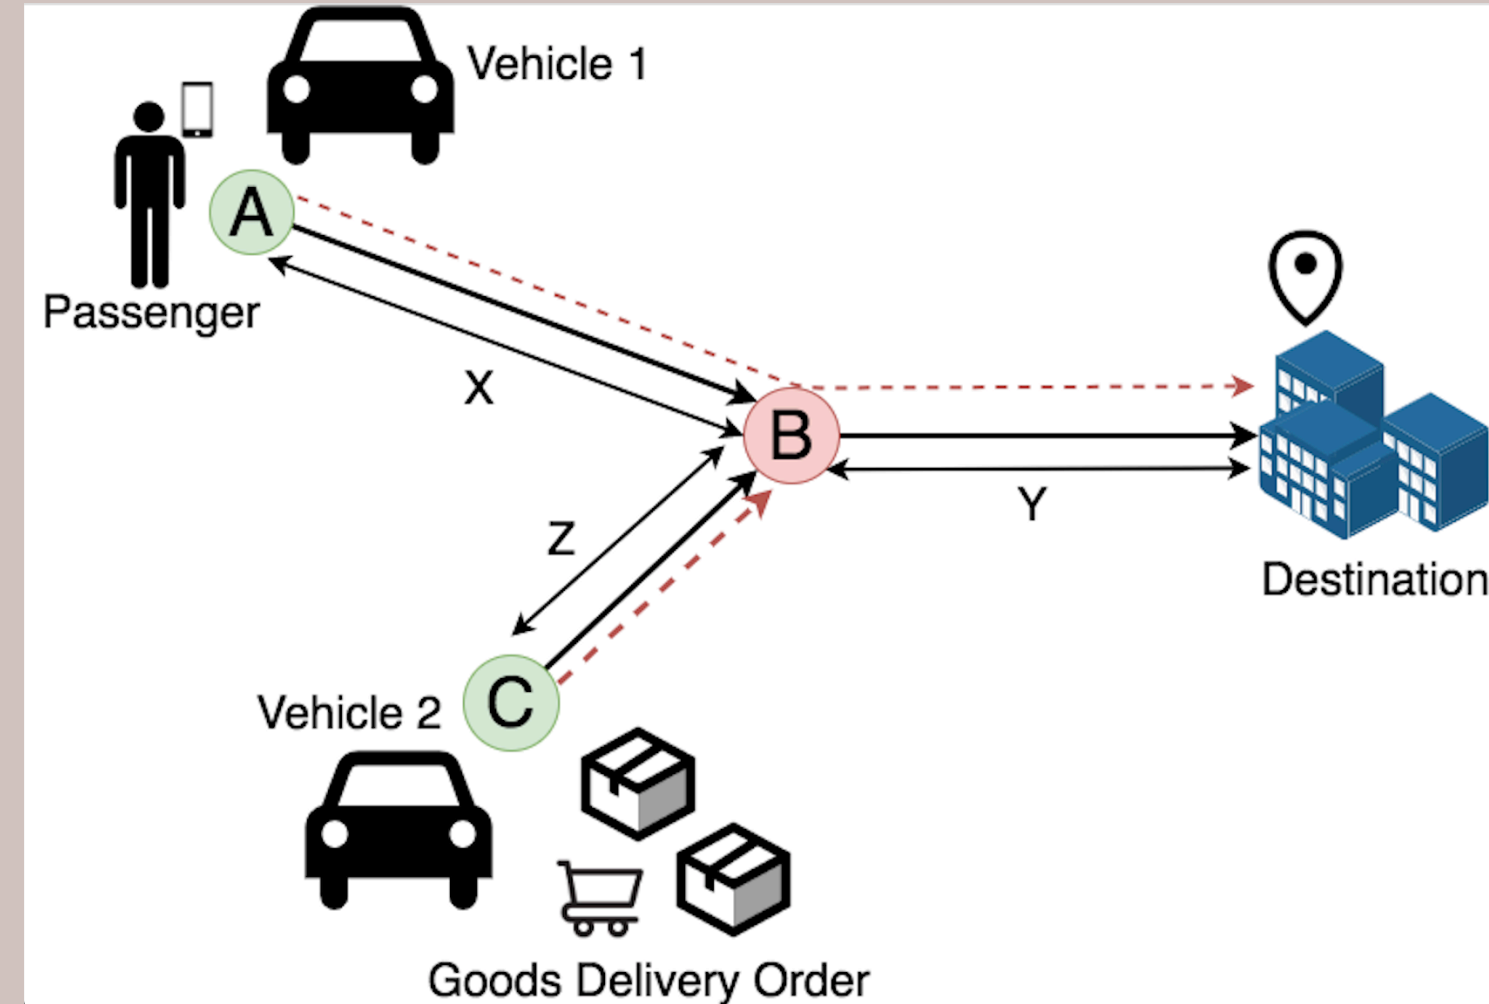 Vehicle 1
A
Passenger
X
B
Y
Z
Destination
Vehicle 2
C
Goods Delivery Order